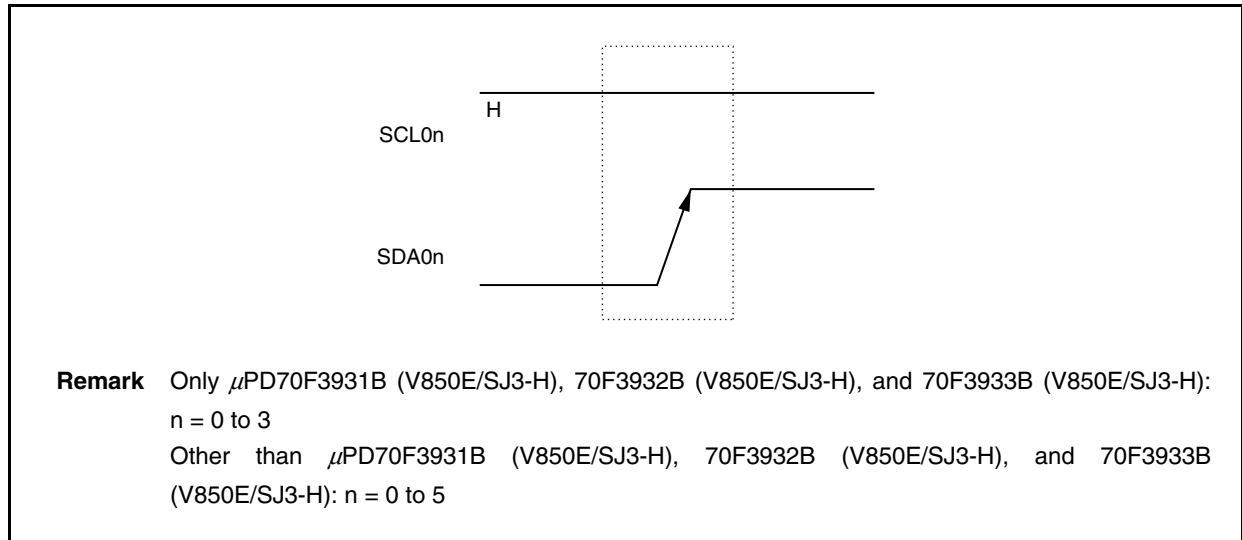 H
SCL0n
SDA0n
Remark Only μPD70F3931B (V850E/SJ3-H), 70F3932B (V850E/SJ3-H), and 70F3933B (V850E/SJ3-H):
n = 0 to 3
Other than μPD70F3931B (V850E/SJ3-H), 70F3932B (V850E/SJ3-H), and 70F3933B
(V850E/SJ3-H): n = 0 to 5